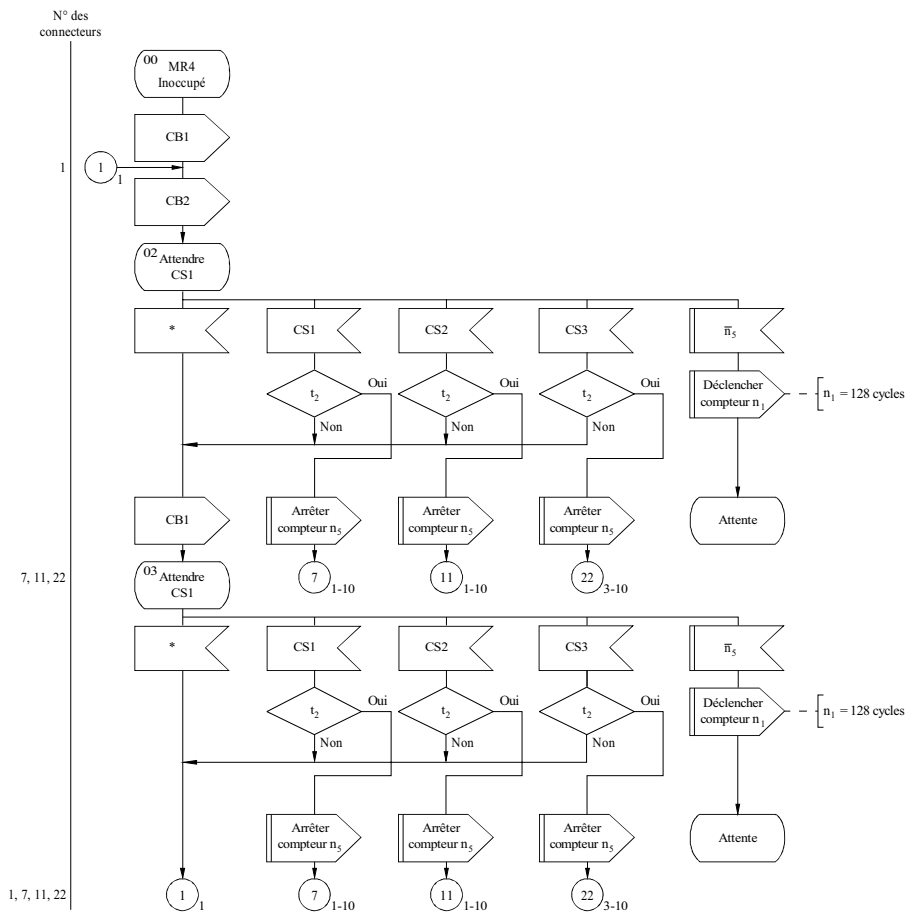 N° des
connecteurs
00
MR4
Inoccupé
CB1
1
1
1
CB2
02
Attendre
CS1
*
CS1
CS2
CS3
n̅5
t2
Oui
t2
Oui
t2
Oui
Déclencher
compteur n1
n1 = 128 cycles
Non
Non
Non
CB1
Arrêter
compteur n5
Arrêter
compteur n5
Arrêter
compteur n5
Attente
7, 11, 22
03
Attendre
CS1
7
1-10
11
1-10
22
3-10
*
CS1
CS2
CS3
n̅5
t2
Oui
t2
Oui
t2
Oui
Déclencher
compteur n1
n1 = 128 cycles
Non
Non
Non
Arrêter
compteur n5
Arrêter
compteur n5
Arrêter
compteur n5
Attente
1, 7, 11, 22
1
1
7
1-10
11
1-10
22
3-10